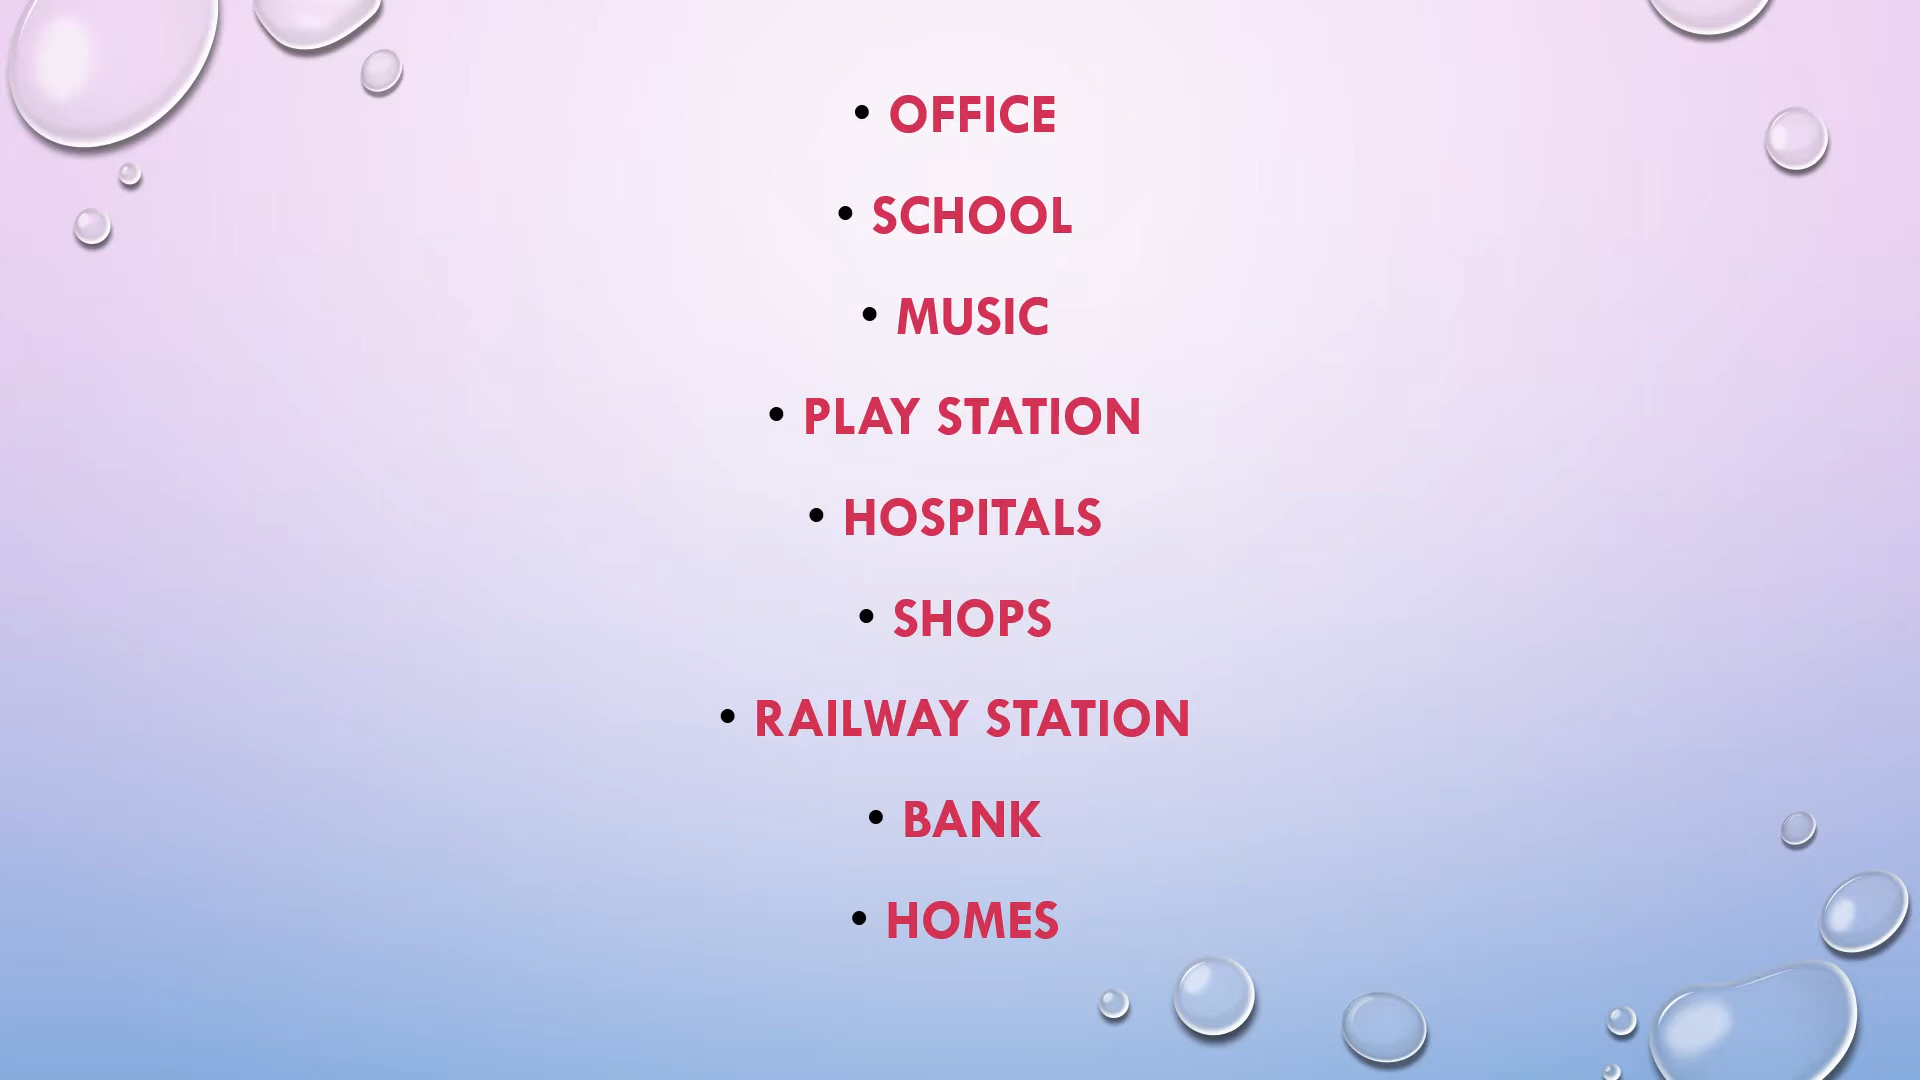 • OFFICE
• SCHOOL
• MUSIC
• PLAY STATION
• HOSPITALS
• SHOPS
• RAILWAY STATION
• BANK
• HOMES